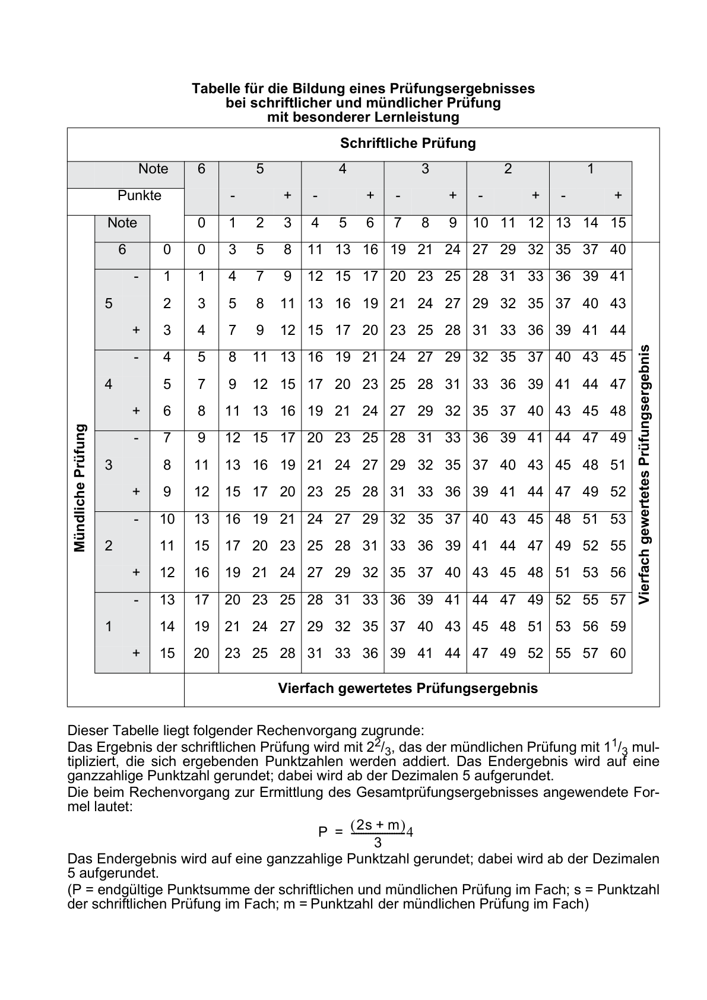 Tabelle für die Bildung eines Prüfungsergebnisses
bei schriftlicher und mündlicher Prüfung
mit besonderer Lernleistung
Schriftliche Prüfung
Note 6 5 4 3 2 1
Punkte - + - + - + - + - +
Note 0 1 2 3 4 5 6 7 8 9 10 11 12 13 14 15
6 0 0 3 5 8 11 13 16 19 21 24 27 29 32 35 37 40
- 1 1 4 7 9 12 15 17 20 23 25 28 31 33 36 39 41
5 2 3 5 8 11 13 16 19 21 24 27 29 32 35 37 40 43
+ 3 4 7 9 12 15 17 20 23 25 28 31 33 36 39 41 44
- 4 5 8 11 13 16 19 21 24 27 29 32 35 37 40 43 45
4 5 7 9 12 15 17 20 23 25 28 31 33 36 39 41 44 47
+ 6 8 11 13 16 19 21 24 27 29 32 35 37 40 43 45 48
- 7 9 12 15 17 20 23 25 28 31 33 36 39 41 44 47 49
3 8 11 13 16 19 21 24 27 29 32 35 37 40 43 45 48 51
+ 9 12 15 17 20 23 25 28 31 33 36 39 41 44 47 49 52
- 10 13 16 19 21 24 27 29 32 35 37 40 43 45 48 51 53
2 11 15 17 20 23 25 28 31 33 36 39 41 44 47 49 52 55
+ 12 16 19 21 24 27 29 32 35 37 40 43 45 48 51 53 56
- 13 17 20 23 25 28 31 33 36 39 41 44 47 49 52 55 57
1 14 19 21 24 27 29 32 35 37 40 43 45 48 51 53 56 59
+ 15 20 23 25 28 31 33 36 39 41 44 47 49 52 55 57 60
Mündliche Prüfung
Vierfach gewertetes Prüfungsergebnis
Vierfach gewertetes Prüfungsergebnis
Dieser Tabelle liegt folgender Rechenvorgang zugrunde:
Das Ergebnis der schriftlichen Prüfung wird mit 2²/₃, das der mündlichen Prüfung mit 1¹/₃ mul-
tipliziert, die sich ergebenden Punktzahlen werden addiert. Das Endergebnis wird auf eine
ganzzahlige Punktzahl gerundet; dabei wird ab der Dezimalen 5 aufgerundet.
Die beim Rechenvorgang zur Ermittlung des Gesamtprüfungsergebnisses angewendete For-
mel lautet:
P = (2s + m)/3 4
Das Endergebnis wird auf eine ganzzahlige Punktzahl gerundet; dabei wird ab der Dezimalen
5 aufgerundet.
(P = endgültige Punktsumme der schriftlichen und mündlichen Prüfung im Fach; s = Punktzahl
der schriftlichen Prüfung im Fach; m = Punktzahl der mündlichen Prüfung im Fach)